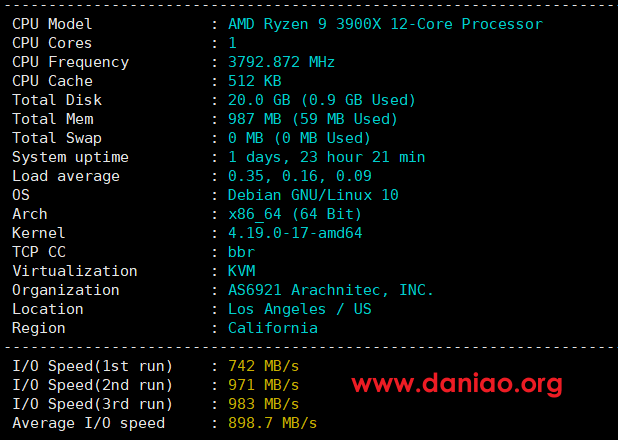 CPU Model : AMD Ryzen 9 3900X 12-Core Processor
CPU Cores : 1
CPU Frequency : 3792.872 MHz
CPU Cache : 512 KB
Total Disk : 20.0 GB (0.9 GB Used)
Total Mem : 987 MB (59 MB Used)
Total Swap : 0 MB (0 MB Used)
System uptime : 1 days, 23 hour 21 min
Load average : 0.35, 0.16, 0.09
OS : Debian GNU/Linux 10
Arch : x86_64 (64 Bit)
Kernel : 4.19.0-17-amd64
TCP CC : bbr
Virtualization : KVM
Organization : AS6921 Arachnitec, INC.
Location : Los Angeles / US
Region : California
I/O Speed(1st run) : 742 MB/s
I/O Speed(2nd run) : 971 MB/s
www.daniao.org
I/O Speed(3rd run) : 983 MB/s
Average I/O speed : 898.7 MB/s